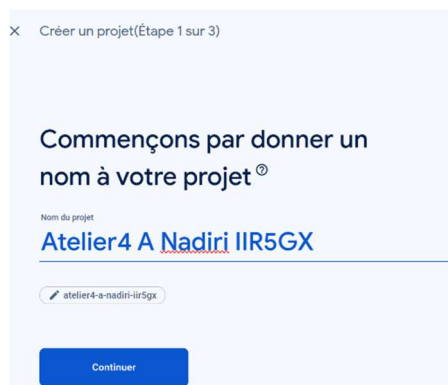 Créer un projet(Étape 1 sur 3)
Commençons par donner un
nom à votre projet
Nom du projet
Atelier4 A Nadiri IIR5GX
atelier4-a-nadiri-iir5gx
Continuer